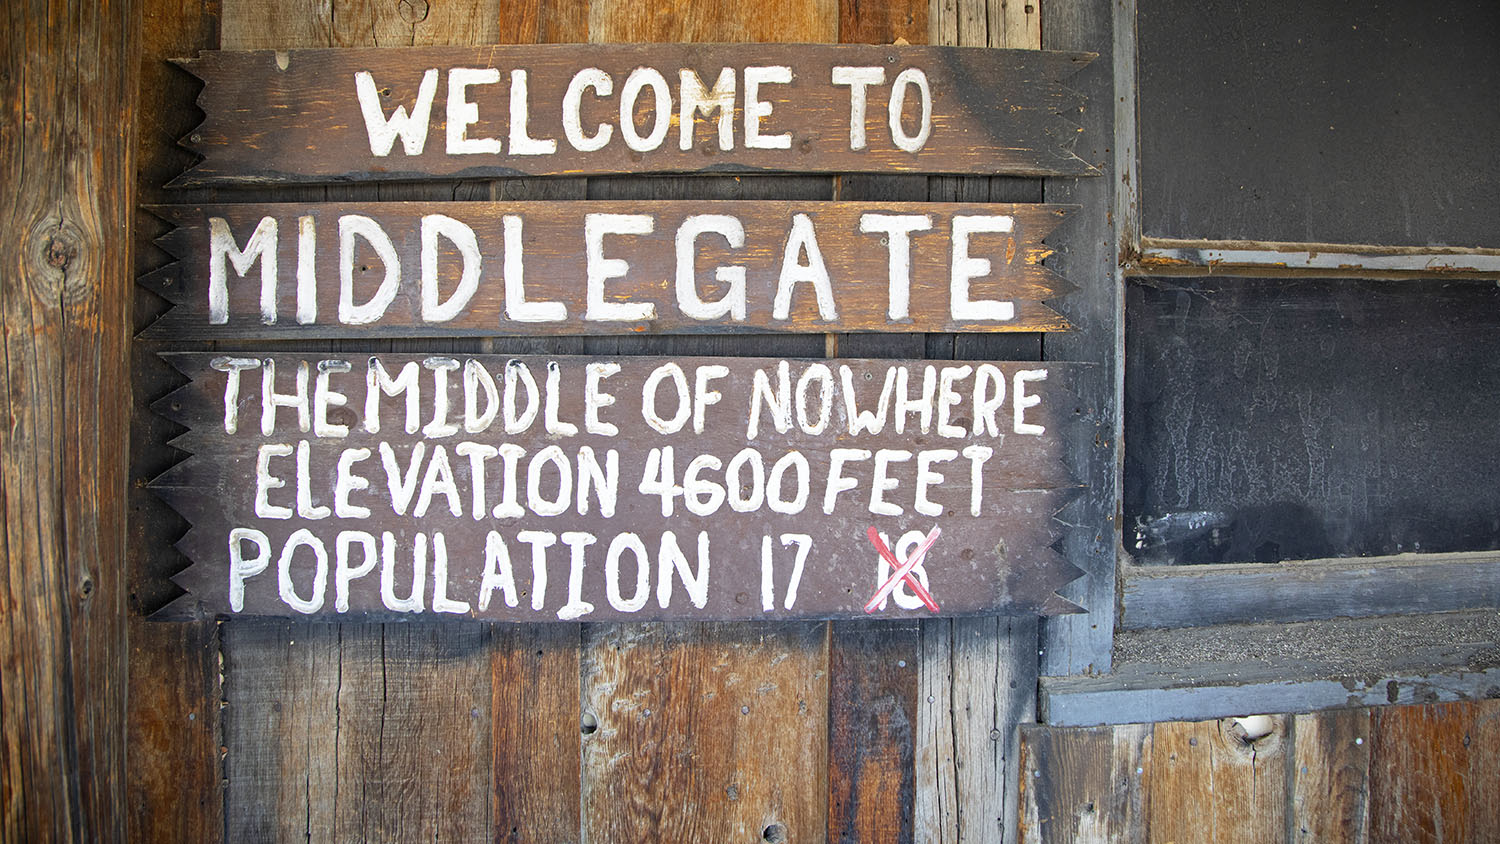 WELCOME TO
MIDDLEGATE
THE MIDDLE OF NOWHERE
ELEVATION 4600 FEET
POPULATION 17 18